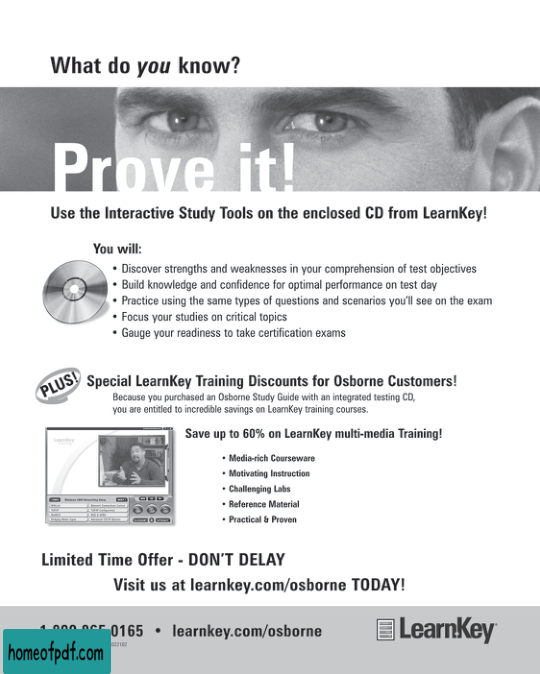 What do you know?
Prove it!
Use the Interactive Study Tools on the enclosed CD from LearnKey!
You will:
• Discover strengths and weaknesses in your comprehension of test objectives
• Build knowledge and confidence for optimal performance on test day
• Practice using the same types of questions and scenarios you'll see on the exam
• Focus your studies on critical topics
• Gauge your readiness to take certification exams
PLUS!
Special LearnKey Training Discounts for Osborne Customers!
Because you purchased an Osborne Study Guide with an integrated testing CD,
you are entitled to incredible savings on LearnKey training courses.
Save up to 60% on LearnKey multi-media Training!
LearnKey
• Media-rich Courseware
• Motivating Instruction
• Challenging Labs
• Reference Material
• Practical & Proven
Limited Time Offer - DON'T DELAY
Visit us at learnkey.com/osborne TODAY!
0165 • learnkey.com/osborne
LearnKey
homeofpdf.com